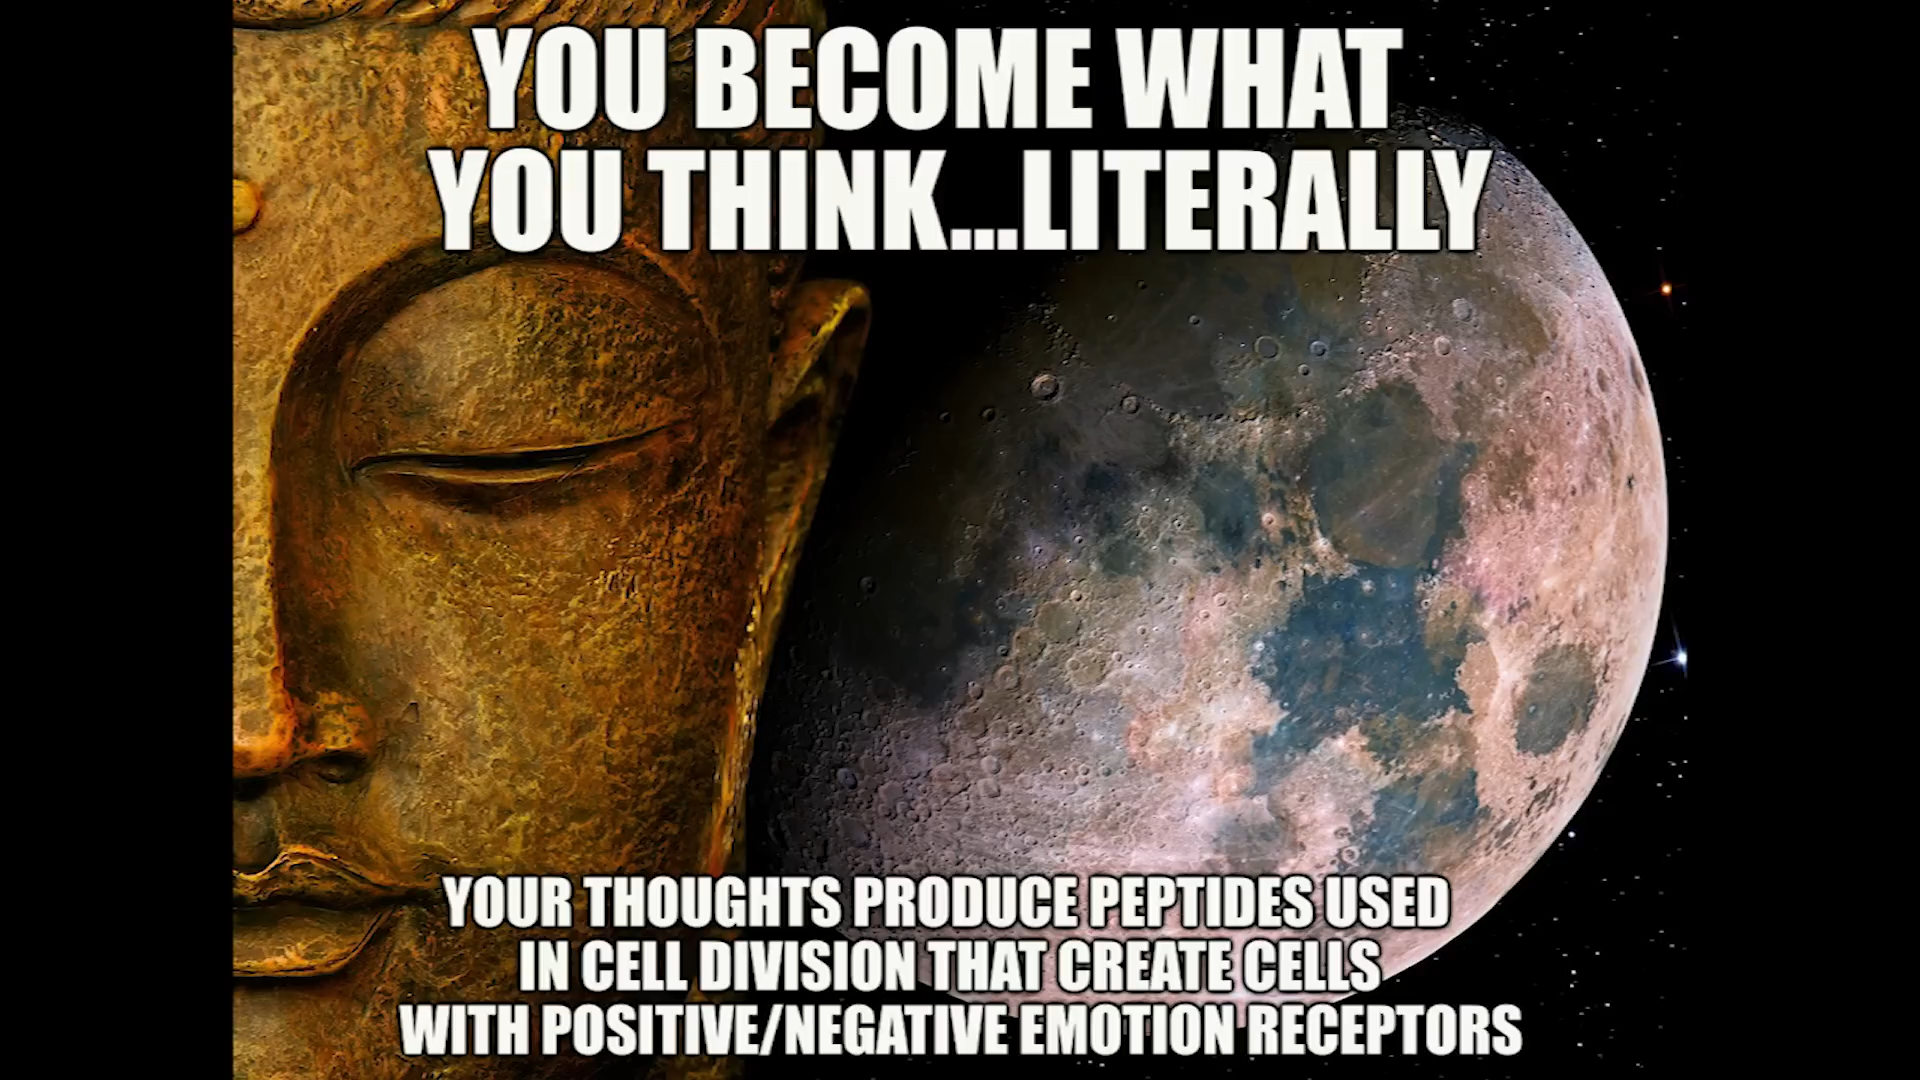 YOU BECOME WHAT
YOU THINK...LITERALLY
YOUR THOUGHTS PRODUCE PEPTIDES USED
IN CELL DIVISION THAT CREATE CELLS
WITH POSITIVE/NEGATIVE EMOTION RECEPTORS